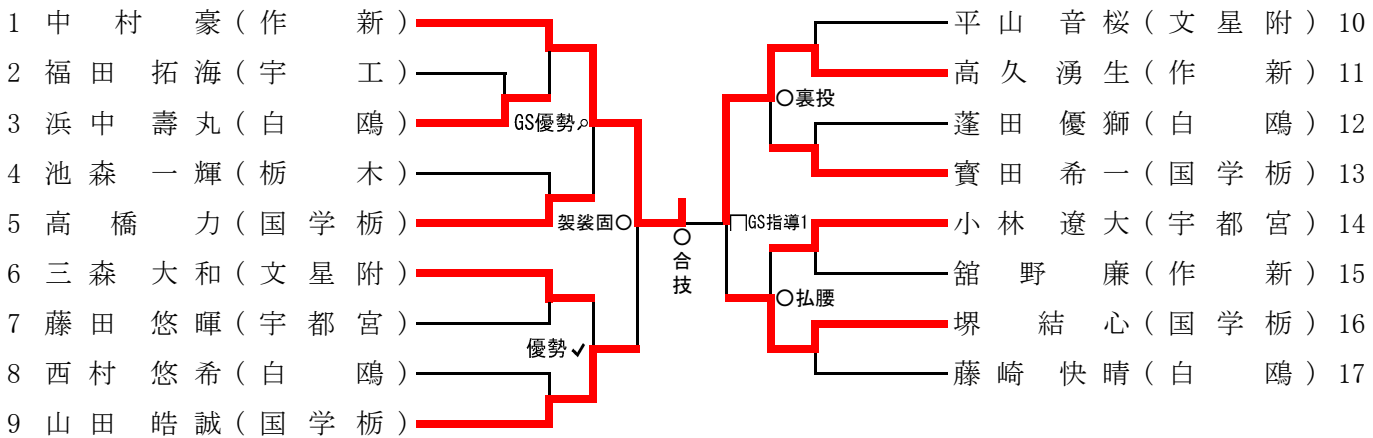 1 中村豪(作新)
2 福田拓海(宇工)
3 浜中壽丸(白鴎)
4 池森一輝(栃木)
5 高橋力(国学栃)
6 三森大和(文星附)
7 藤田悠暉(宇都宮)
8 西村悠希(白鴎)
9 山田皓誠(国学栃)
GS優勢
袈裟固○
優勢
○合技
○裏投
GS指導1
○払腰
平山音桜(文星附) 10
高久湧生(作新) 11
蓬田優獅(白鴎) 12
寳田希一(国学栃) 13
小林遼大(宇都宮) 14
舘野廉(作新) 15
堺結心(国学栃) 16
藤崎快晴(白鴎) 17